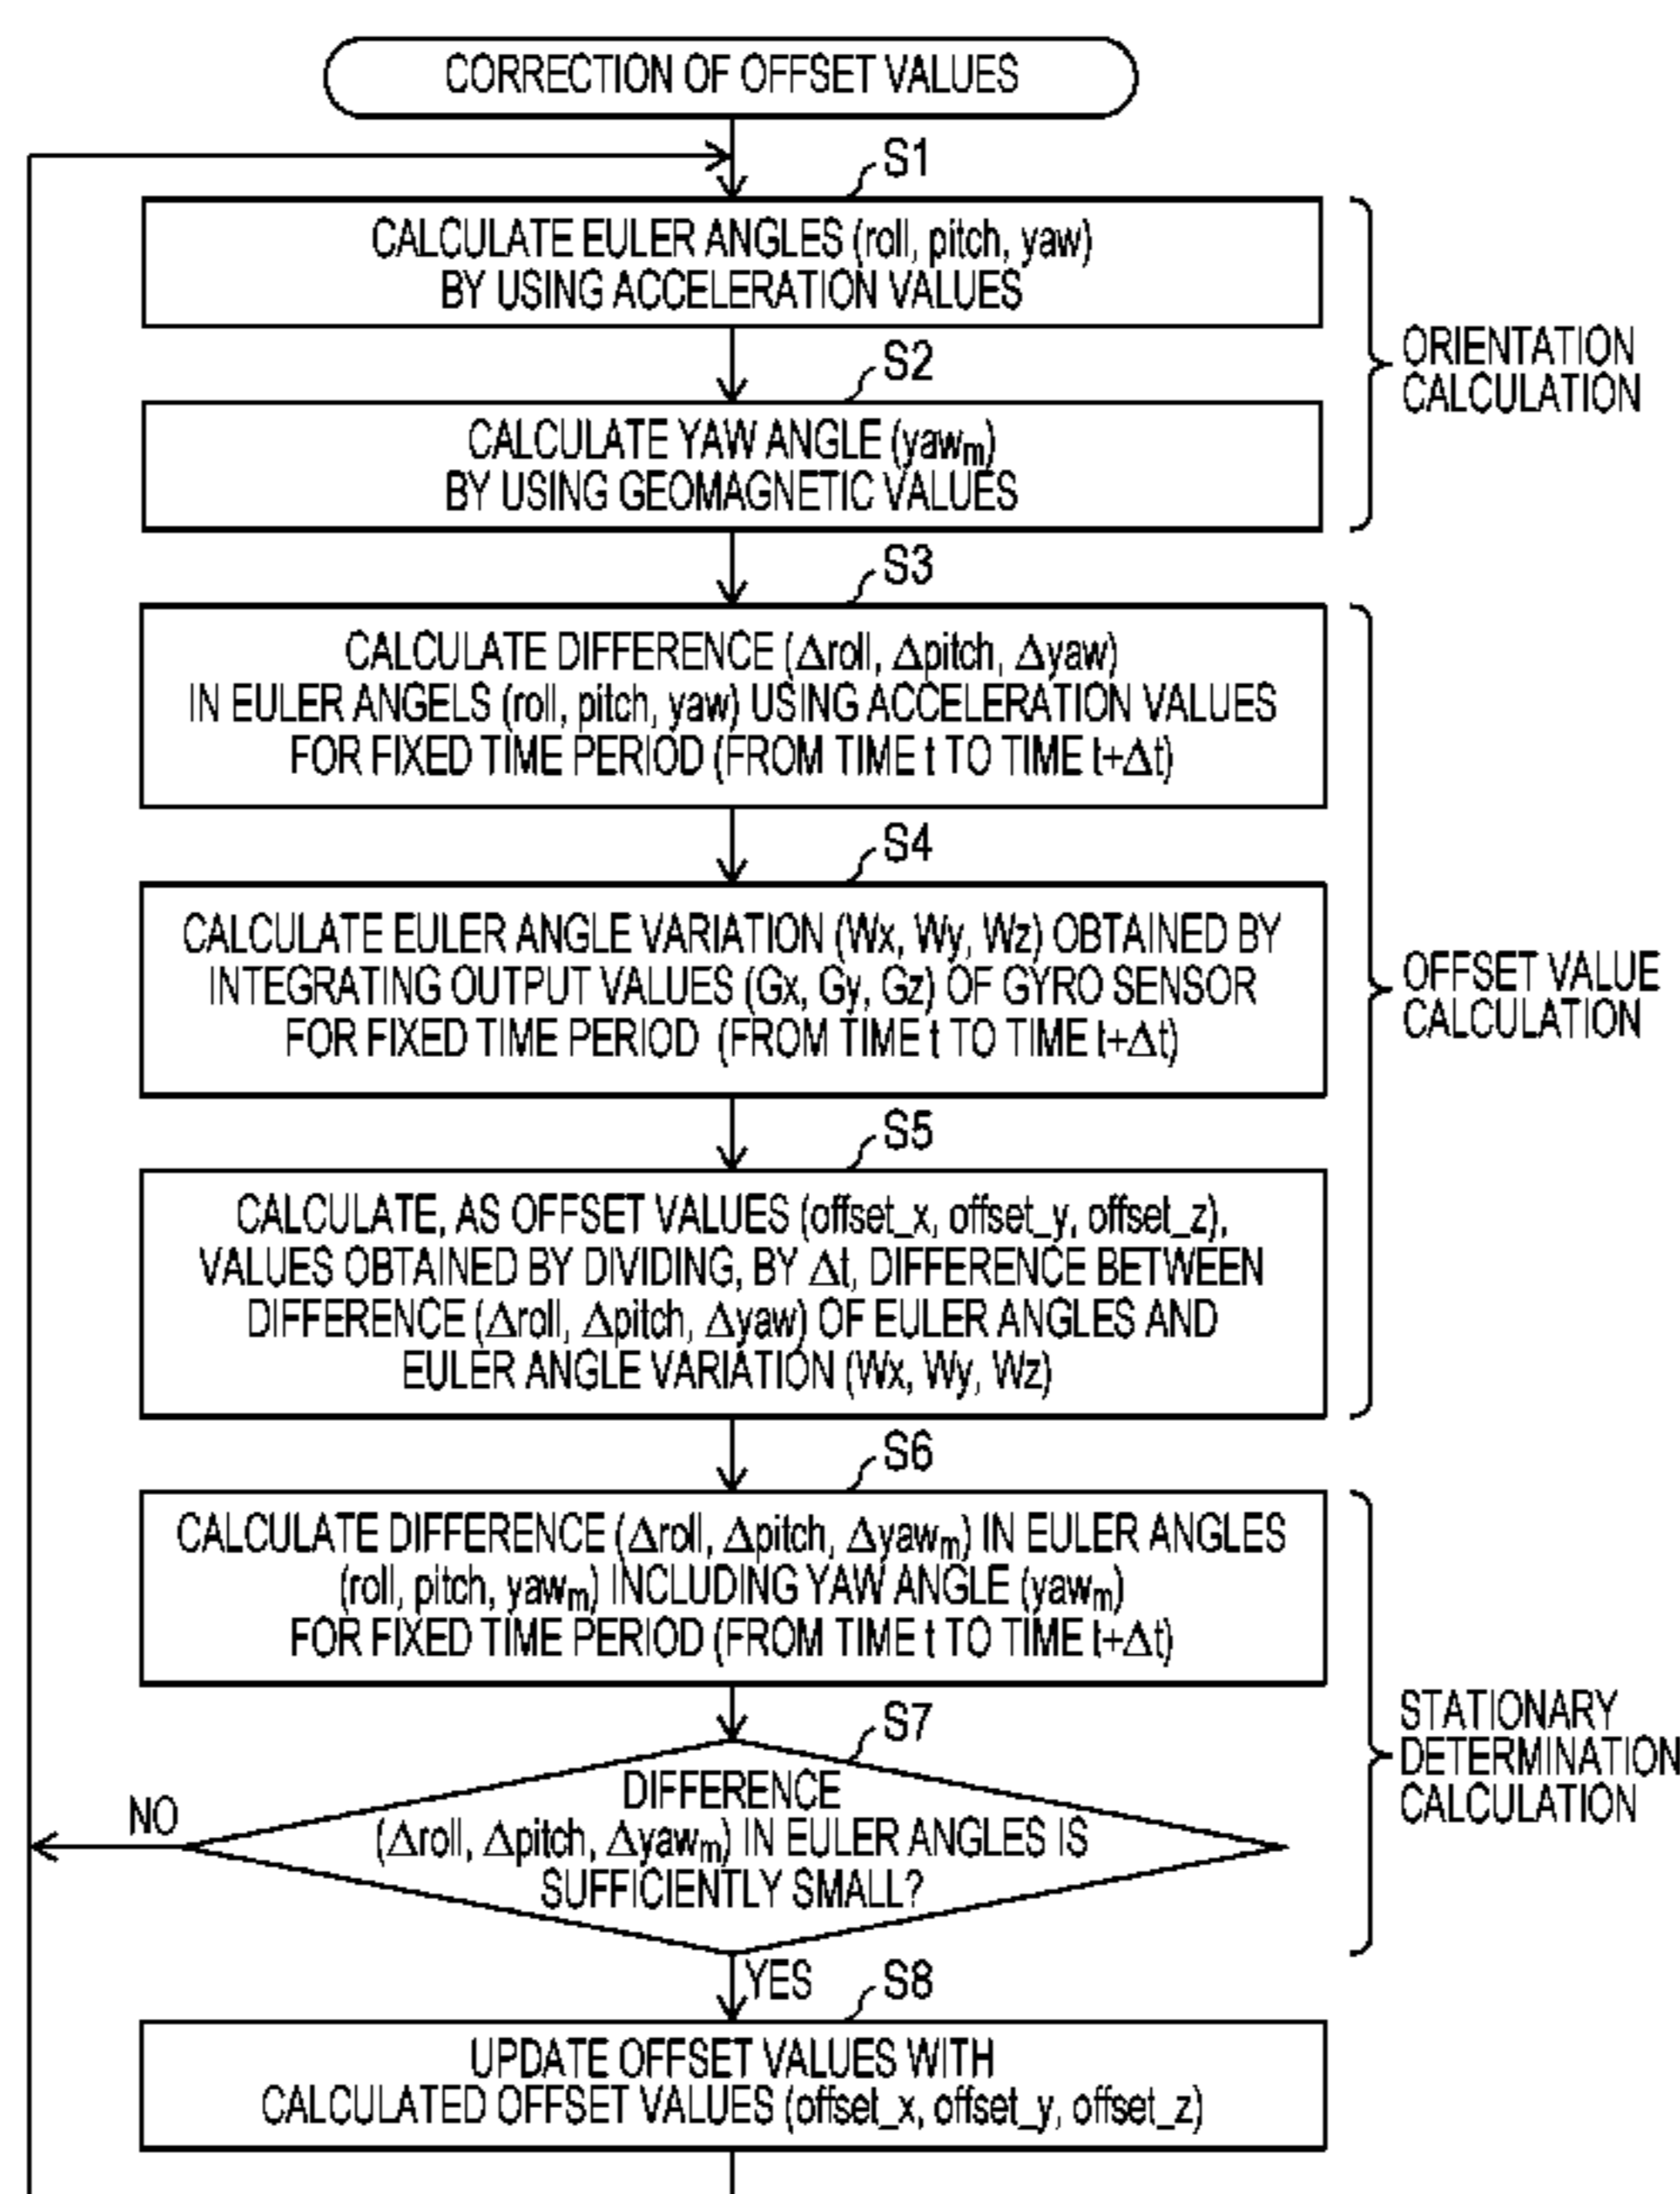 CORRECTION OF OFFSET VALUES
S1
CALCULATE EULER ANGLES (roll, pitch, yaw)
BY USING ACCELERATION VALUES
S2
CALCULATE YAW ANGLE (yawm)
BY USING GEOMAGNETIC VALUES
ORIENTATION
CALCULATION
S3
CALCULATE DIFFERENCE (Δroll, Δpitch, Δyaw)
IN EULER ANGELS (roll, pitch, yaw) USING ACCELERATION VALUES
FOR FIXED TIME PERIOD (FROM TIME t TO TIME t+Δt)
S4
CALCULATE EULER ANGLE VARIATION (Wx, Wy, Wz) OBTAINED BY
INTEGRATING OUTPUT VALUES (Gx, Gy, Gz) OF GYRO SENSOR
FOR FIXED TIME PERIOD (FROM TIME t TO TIME t+Δt)
S5
CALCULATE, AS OFFSET VALUES (offset_x, offset_y, offset_z),
VALUES OBTAINED BY DIVIDING, BY Δt, DIFFERENCE BETWEEN
DIFFERENCE (Δroll, Δpitch, Δyaw) OF EULER ANGLES AND
EULER ANGLE VARIATION (Wx, Wy, Wz)
OFFSET VALUE
CALCULATION
S6
CALCULATE DIFFERENCE (Δroll, Δpitch, Δyawm) IN EULER ANGLES
(roll, pitch, yawm) INCLUDING YAW ANGLE (yawm)
FOR FIXED TIME PERIOD (FROM TIME t TO TIME t+Δt)
S7
DIFFERENCE
(Δroll, Δpitch, Δyawm) IN EULER ANGLES IS
SUFFICIENTLY SMALL?
NO
YES
STATIONARY
DETERMINATION
CALCULATION
S8
UPDATE OFFSET VALUES WITH
CALCULATED OFFSET VALUES (offset_x, offset_y, offset_z)